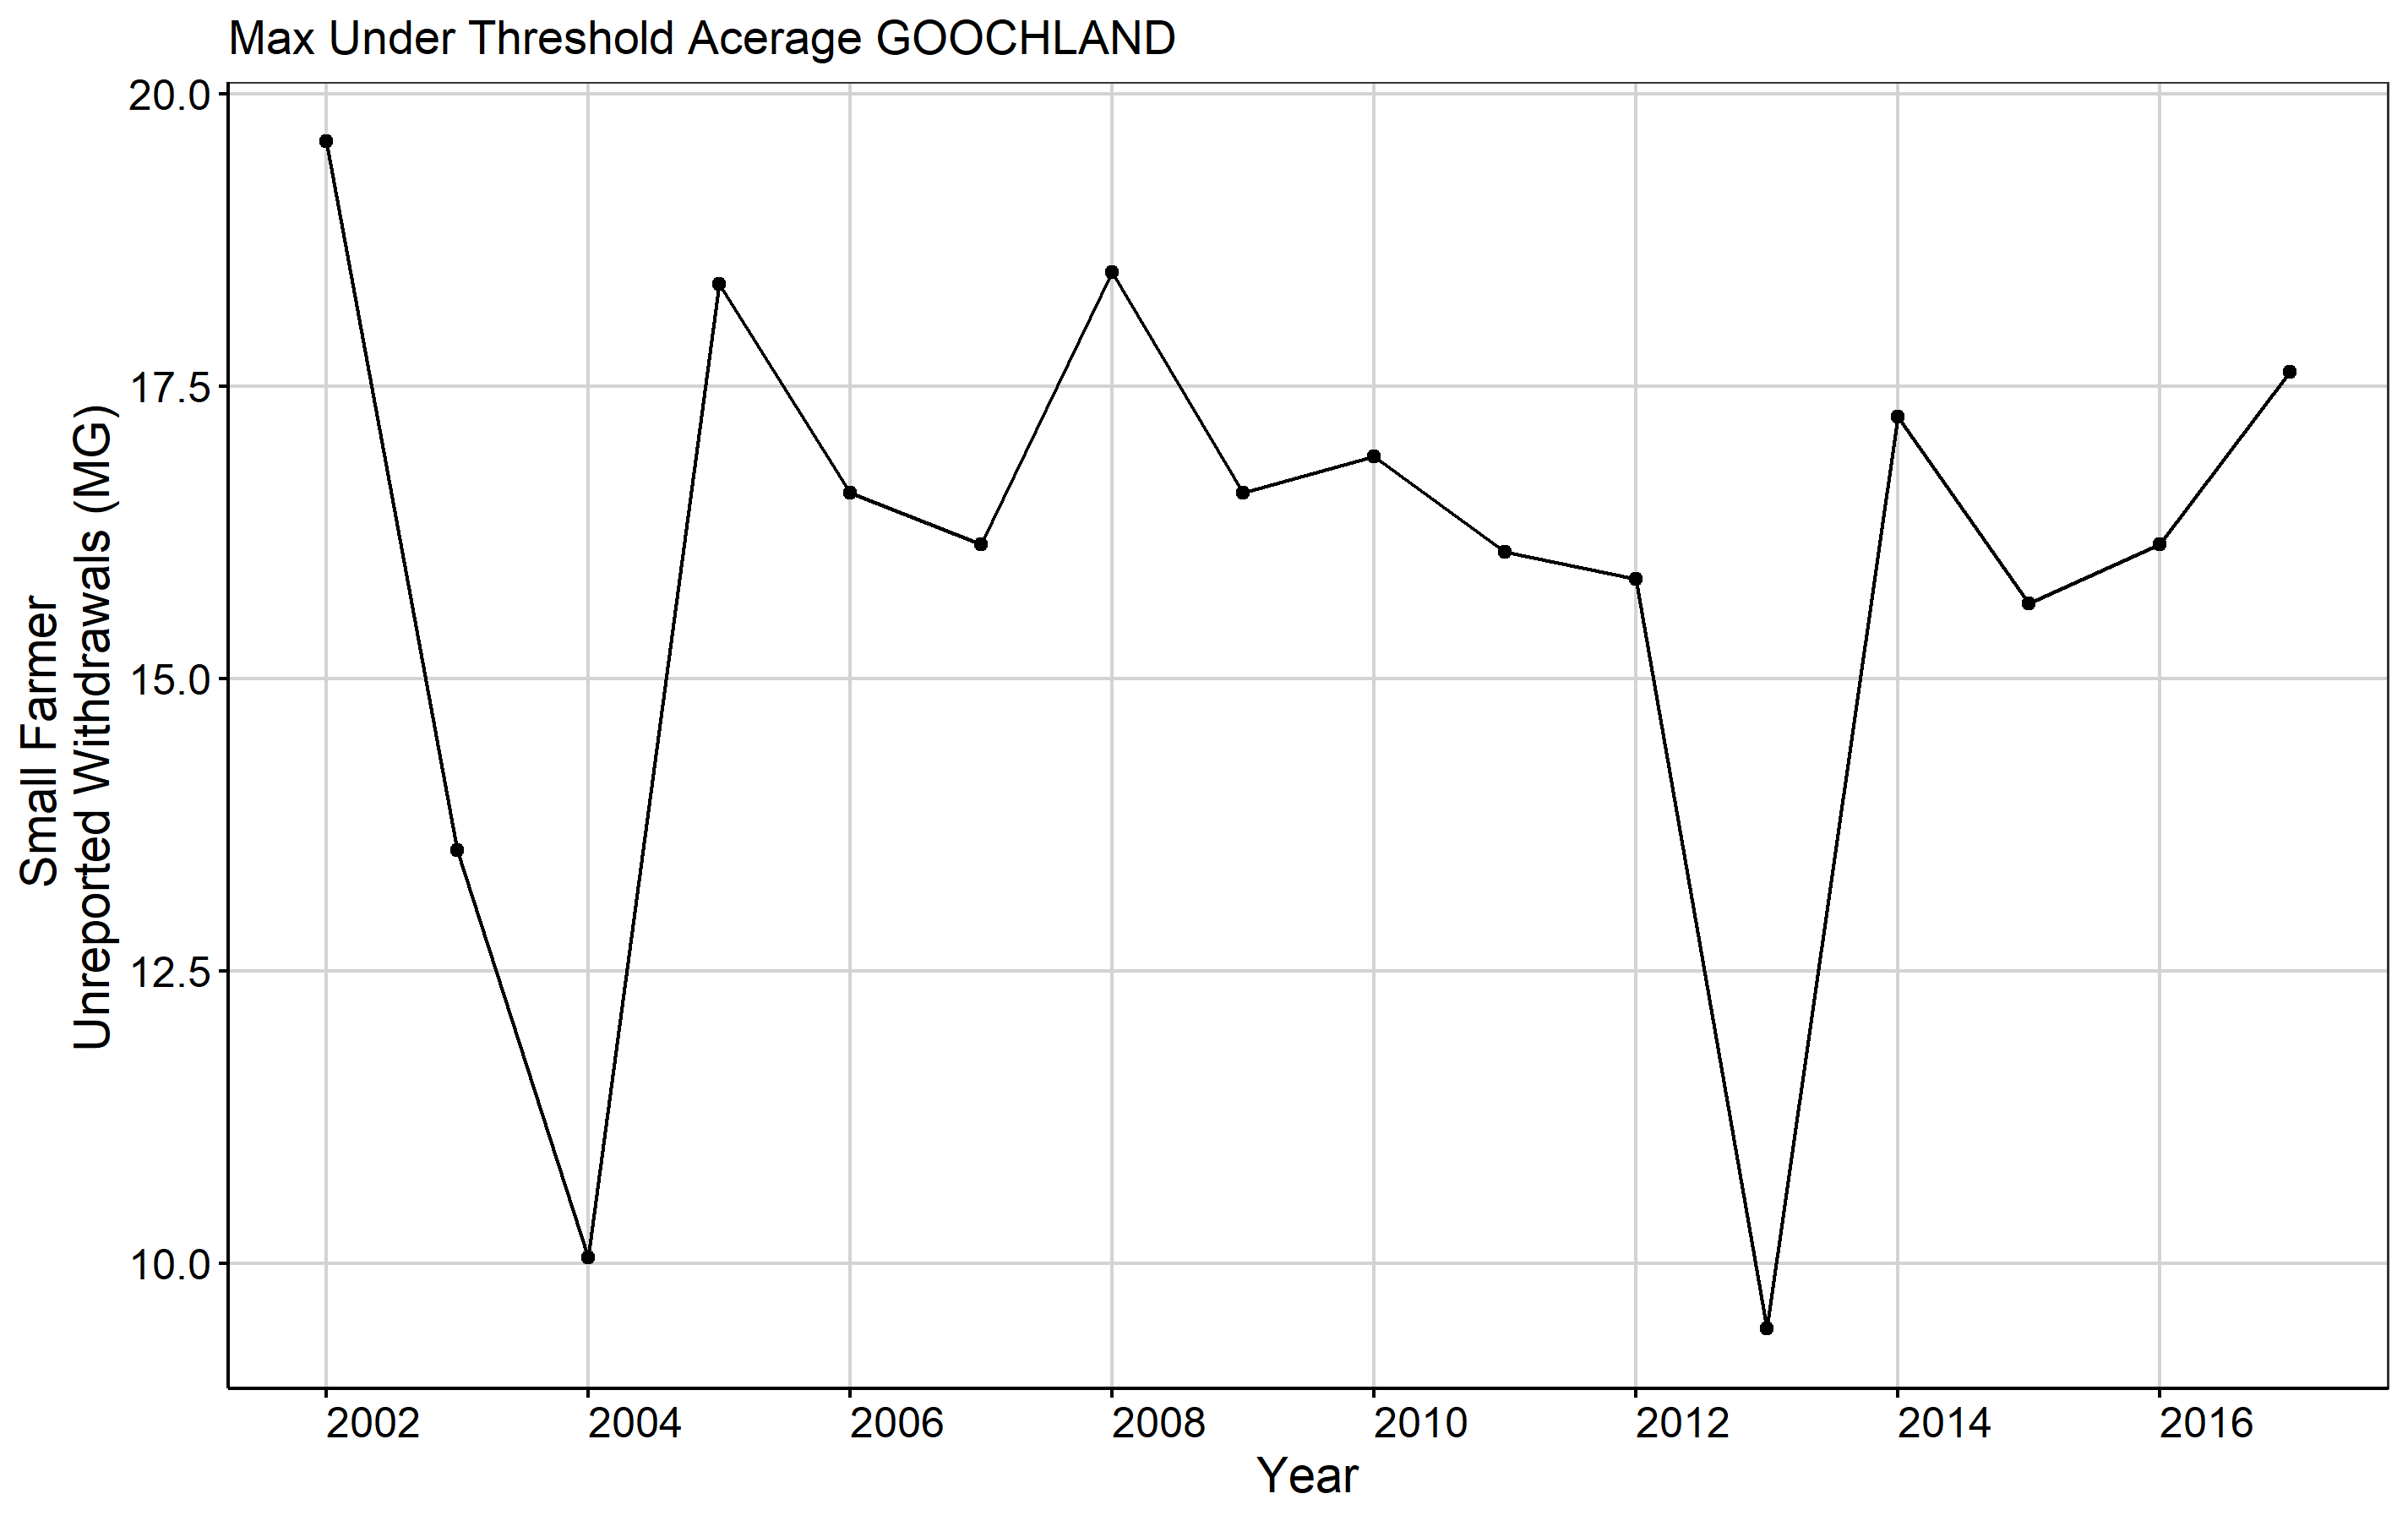 Max Under Threshold Acerage GOOCHLAND
Small Farmer
Unreported Withdrawals (MG)
20.0
17.5
15.0
12.5
10.0
2002 2004 2006 2008 2010 2012 2014 2016
Year